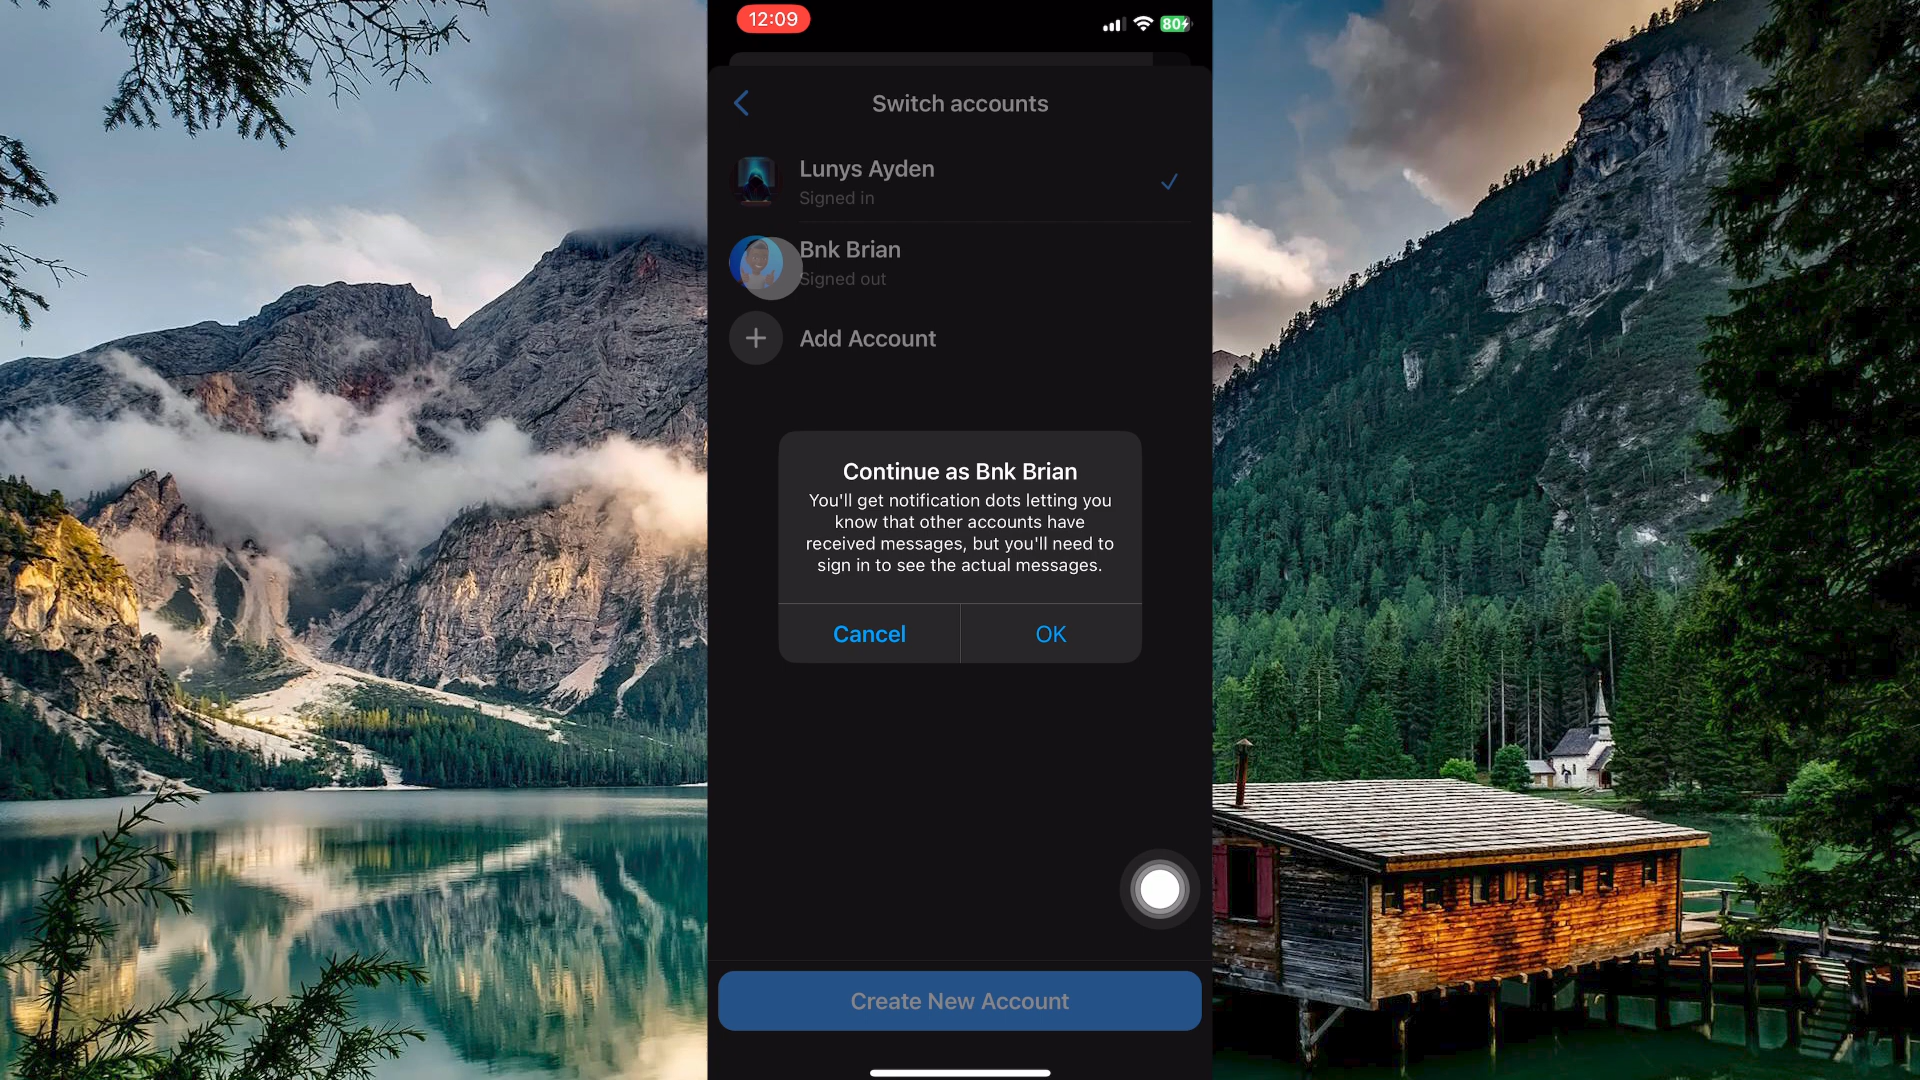 12:09
80
Switch accounts
Lunys Ayden
Signed in
Bnk Brian
Signed out
Add Account
Continue as Bnk Brian
You'll get notification dots letting you
know that other accounts have
received messages, but you'll need to
sign in to see the actual messages.
Cancel
OK
Create New Account